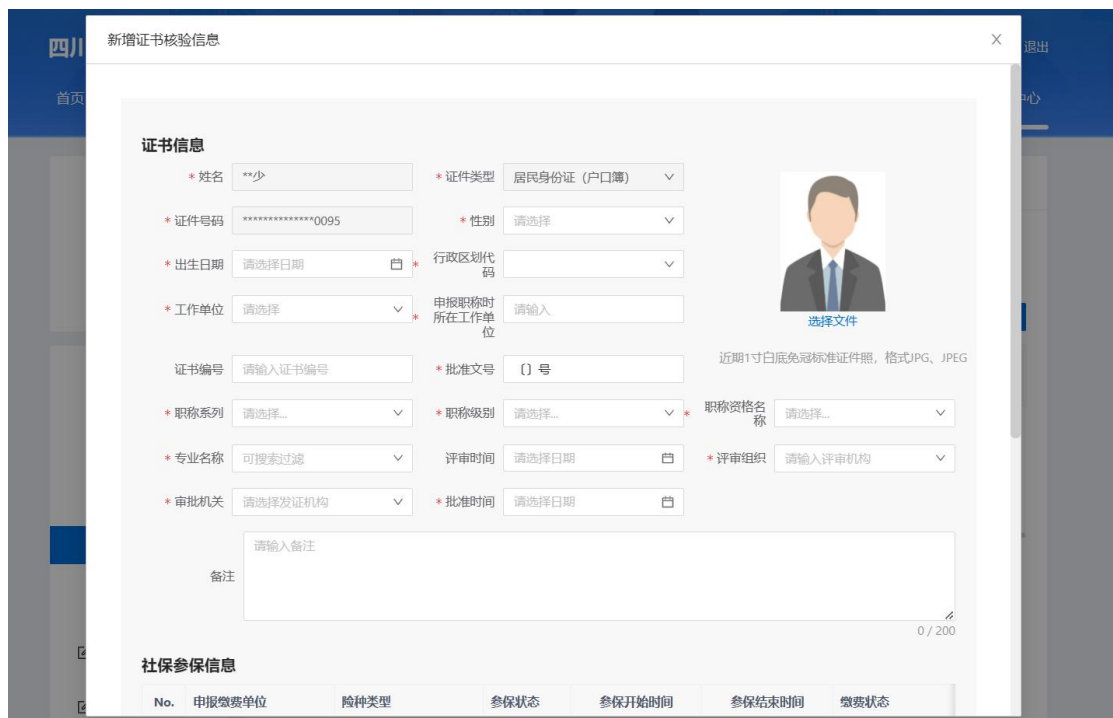 四川
退出
首页
中心
新增证书核验信息
证书信息
* 姓名 **少
* 证件类型 居民身份证（户口簿）
* 证件号码 **************0095
* 性别 请选择
* 出生日期 请选择日期
* 行政区划代码
* 工作单位 请选择
* 申报职称时所在工作单位 请输入
选择文件
近期1寸白底免冠标准证件照，格式JPG、JPEG
证书编号 请输入证书编号
* 批准文号 〔〕号
* 职称系列 请选择...
* 职称级别 请选择...
* 职称资格名称 请选择...
* 专业名称 可搜索过滤
评审时间 请选择日期
* 评审组织 请输入评审机构
* 审批机关 请选择发证机构
* 批准时间 请选择日期
备注 请输入备注
0 / 200
社保参保信息
No. 申报缴费单位 险种类型 参保状态 参保开始时间 参保结束时间 缴费状态